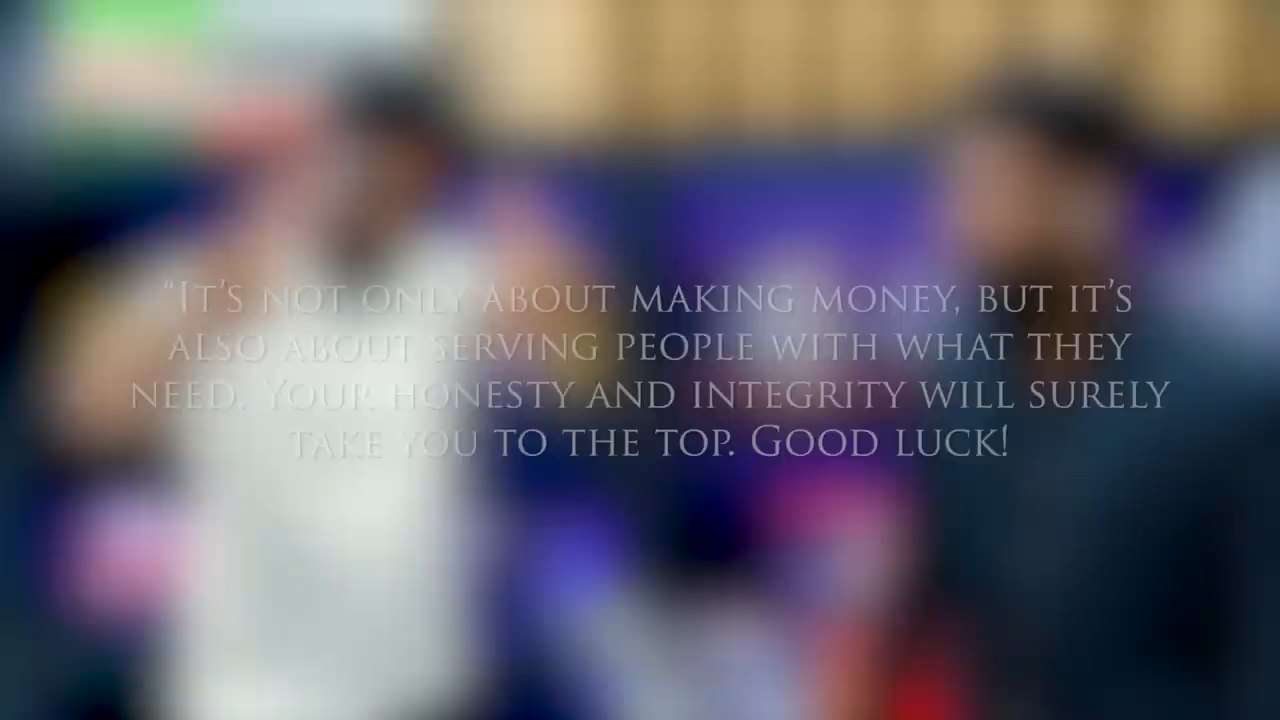 “It’s not only about making money, but it’s
also about serving people with what they
need. Your honesty and integrity will surely
take you to the top. Good luck!